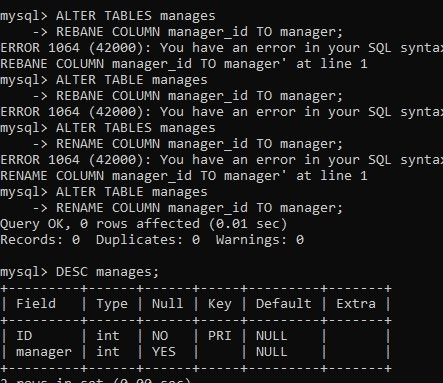 mysql> ALTER TABLES manages
    -> REBANE COLUMN manager_id TO manager;
ERROR 1064 (42000): You have an error in your SQL synta
REBANE COLUMN manager_id TO manager' at line 1
mysql> ALTER TABLE manages
    -> REBANE COLUMN manager_id TO manager;
ERROR 1064 (42000): You have an error in your SQL synta
mysql> ALTER TABLES manages
    -> RENAME COLUMN manager_id TO manager;
ERROR 1064 (42000): You have an error in your SQL synta
RENAME COLUMN manager_id TO manager' at line 1
mysql> ALTER TABLE manages
    -> RENAME COLUMN manager_id TO manager;
Query OK, 0 rows affected (0.01 sec)
Records: 0  Duplicates: 0  Warnings: 0

mysql> DESC manages;
+---------+------+------+-----+---------+-------+
| Field   | Type | Null | Key | Default | Extra |
+---------+------+------+-----+---------+-------+
| ID      | int  | NO   | PRI | NULL    |       |
| manager | int  | YES  |     | NULL    |       |
+---------+------+------+-----+---------+-------+
2 rows in set (0.00 sec)